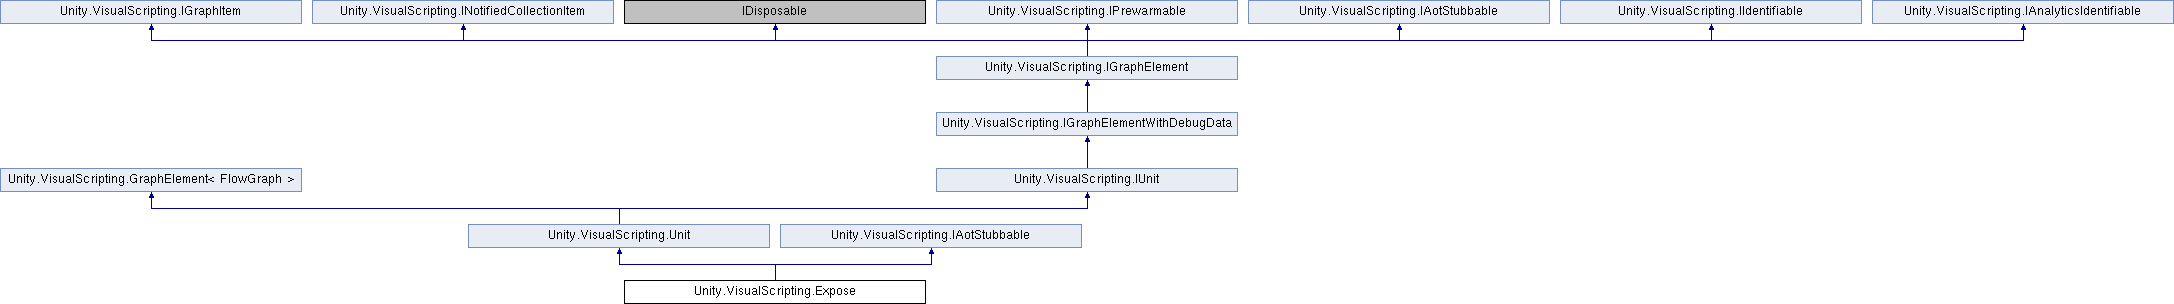 Unity.VisualScripting.IGraphItem
Unity.VisualScripting.INotifiedCollectionItem
IDisposable
Unity.VisualScripting.IPrewarmable
Unity.VisualScripting.IAotStubbable
Unity.VisualScripting.IIdentifiable
Unity.VisualScripting.IAnalyticsIdentifiable
Unity.VisualScripting.IGraphElement
Unity.VisualScripting.IGraphElementWithDebugData
Unity.VisualScripting.GraphElement< FlowGraph >
Unity.VisualScripting.IUnit
Unity.VisualScripting.Unit
Unity.VisualScripting.IAotStubbable
Unity.VisualScripting.Expose